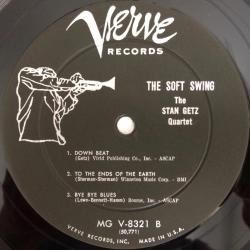 Verve
RECORDS
THE SOFT SWING
The
STAN GETZ
Quartet
1. DOWN BEAT
(Getz) Vivid Publishing Co., Inc. - ASCAP
2. TO THE ENDS OF THE EARTH
(Sherman-Sherman) Winneton Music Corp. - BMI
3. BYE BYE BLUES
(Lown-Bennett-Hamm) Bourne, Inc. - ASCAP
MG V-8321 B
(50,771)
VERVE RECORDS, INC. MADE IN U.S.A.